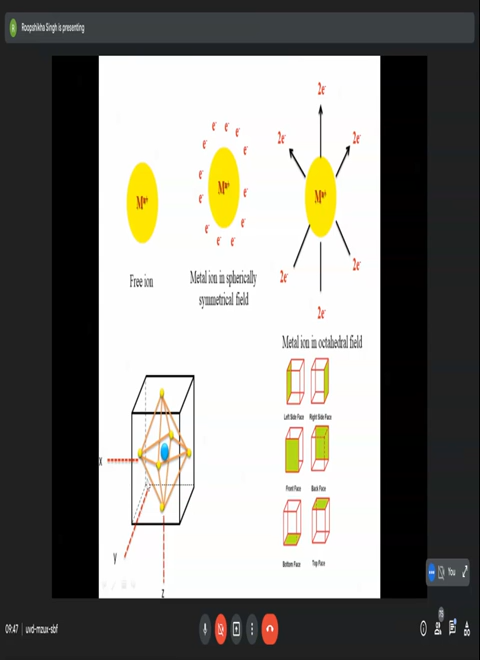 R
Roopshikha Singh is presenting
2e⁻
e⁻ e⁻ e⁻
e⁻ e⁻
2e⁻ 2e⁻
e⁻ e⁻
Mⁿ⁺ Mⁿ⁺ Mⁿ⁺
e⁻ e⁻
e⁻ e⁻
e⁻ e⁻
2e⁻ 2e⁻
2e⁻
Free ion
Metal ion in spherically
symmetrical field
Metal ion in octahedral field
Left Side Face Right Side Face
Front Face Back Face
Bottom Face Top Face
X
y
z
You
09:47 uvd-mzux-sbf